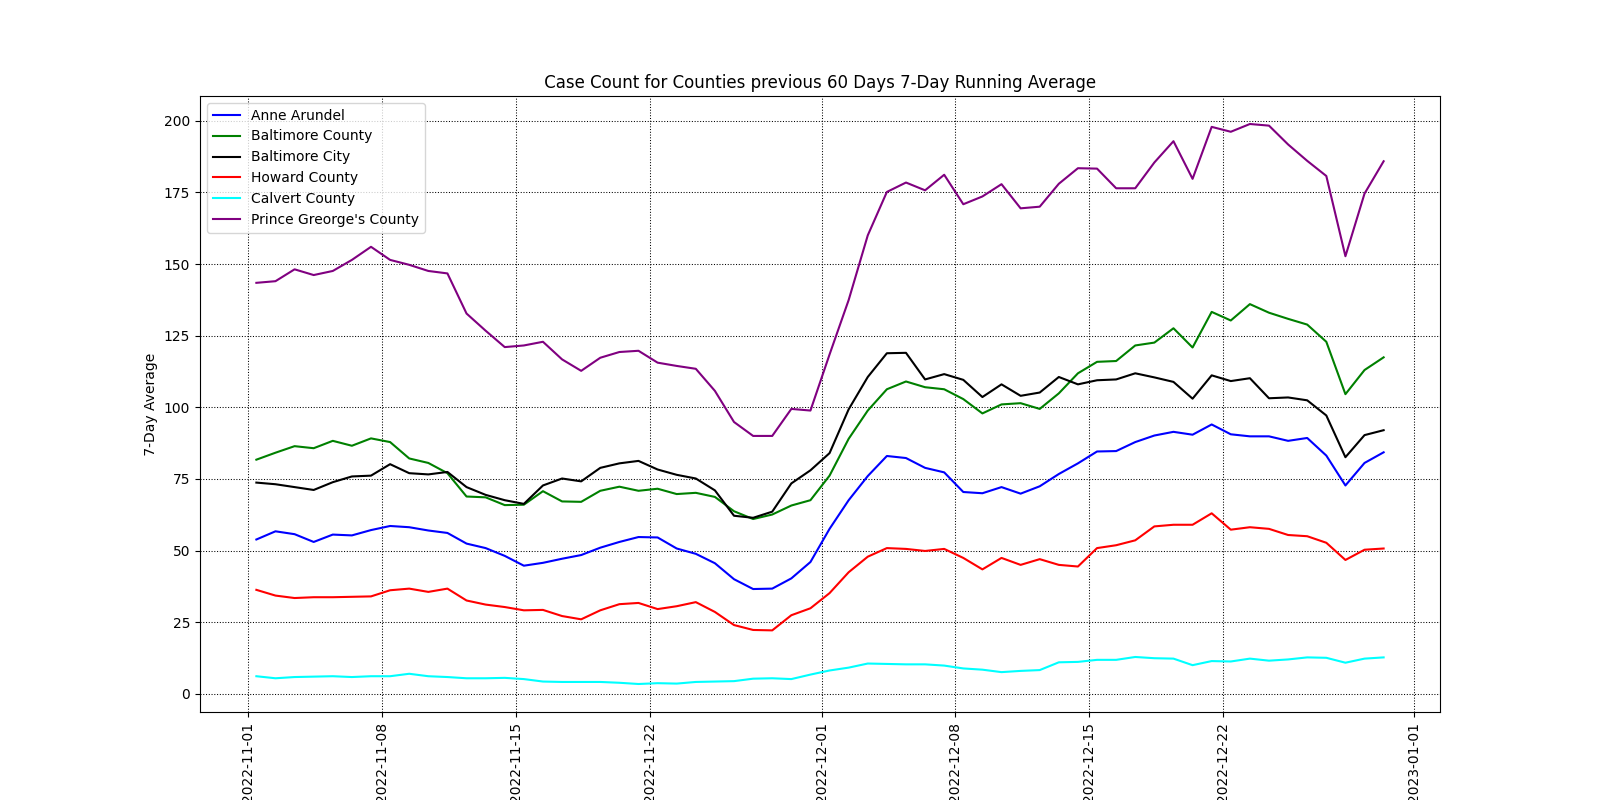 Case Count for Counties previous 60 Days 7-Day Running Average
Anne Arundel
Baltimore County
Baltimore City
Howard County
Calvert County
Prince Greorge's County
7-Day Average
200
175
150
125
100
75
50
25
0
2022-11-01
2022-11-08
2022-11-15
2022-11-22
2022-12-01
2022-12-08
2022-12-15
2022-12-22
2023-01-01